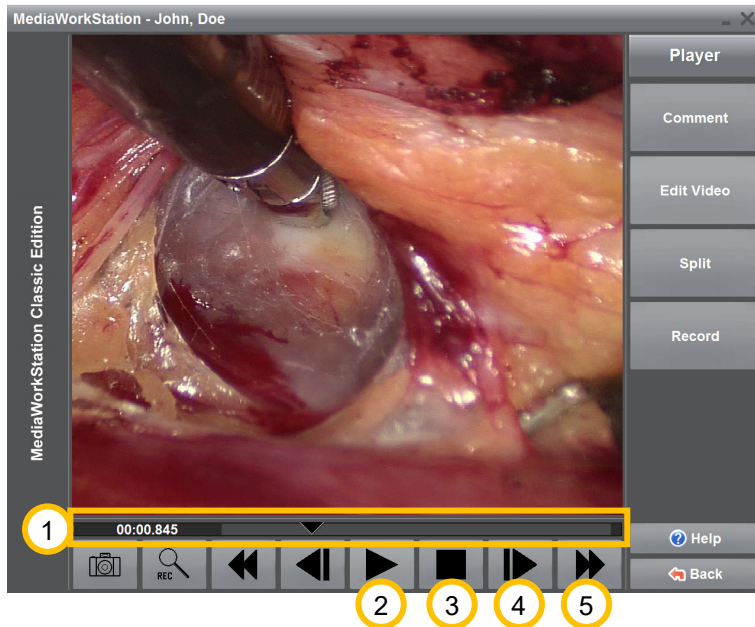 MediaWorkStation - John, Doe
Player
Comment
Edit Video
Split
Record
MediaWorkStation Classic Edition
1
00:00.845
REC
? Help
Back
2
3
4
5